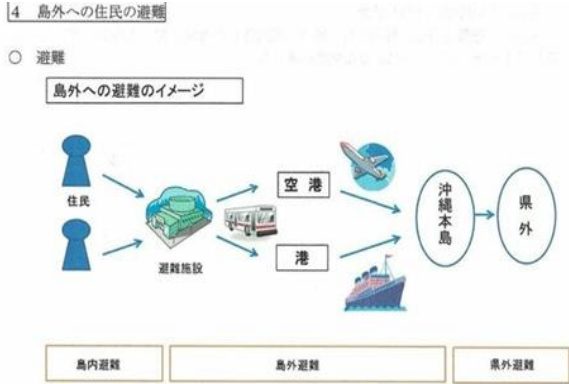 4 島外への住民の避難
○ 避難
島外への避難のイメージ
住民
避難施設
空港
港
沖縄本島
県外
島内避難
島外避難
県外避難